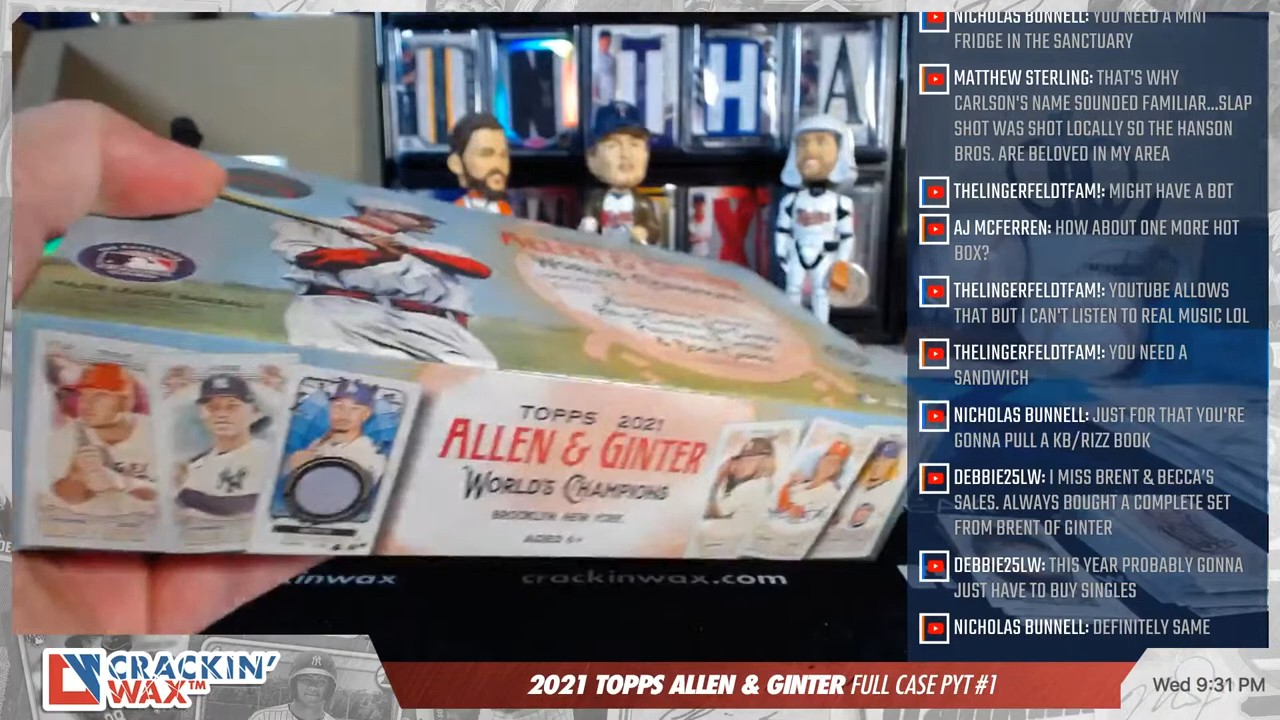 NICHOLAS BUNNELL: YOU NEED A MINI
FRIDGE IN THE SANCTUARY
MATTHEW STERLING: THAT'S WHY
CARLSON'S NAME SOUNDED FAMILIAR...SLAP
SHOT WAS SHOT LOCALLY SO THE HANSON
BROS. ARE BELOVED IN MY AREA
THELINGERFELDTFAM!: MIGHT HAVE A BOT
AJ MCFERREN: HOW ABOUT ONE MORE HOT
BOX?
THELINGERFELDTFAM!: YOUTUBE ALLOWS
THAT BUT I CAN'T LISTEN TO REAL MUSIC LOL
THELINGERFELDTFAM!: YOU NEED A
SANDWICH
NICHOLAS BUNNELL: JUST FOR THAT YOU'RE
GONNA PULL A KB/RIZZ BOOK
DEBBIE25LW: I MISS BRENT & BECCA'S
SALES. ALWAYS BOUGHT A COMPLETE SET
FROM BRENT OF GINTER
DEBBIE25LW: THIS YEAR PROBABLY GONNA
JUST HAVE TO BUY SINGLES
NICHOLAS BUNNELL: DEFINITELY SAME
T H A
Y
MAJOR LEAGUE BASEBALL
TOPPS 2021
ALLEN & GINTER
WORLD'S CHAMPIONS
BROOKLYN NEW YORK
AGES 6+
inwax
crackinwax.com
CRACKIN'
WAX™
2021 TOPPS ALLEN & GINTER FULL CASE PYT #1
Wed 9:31 PM